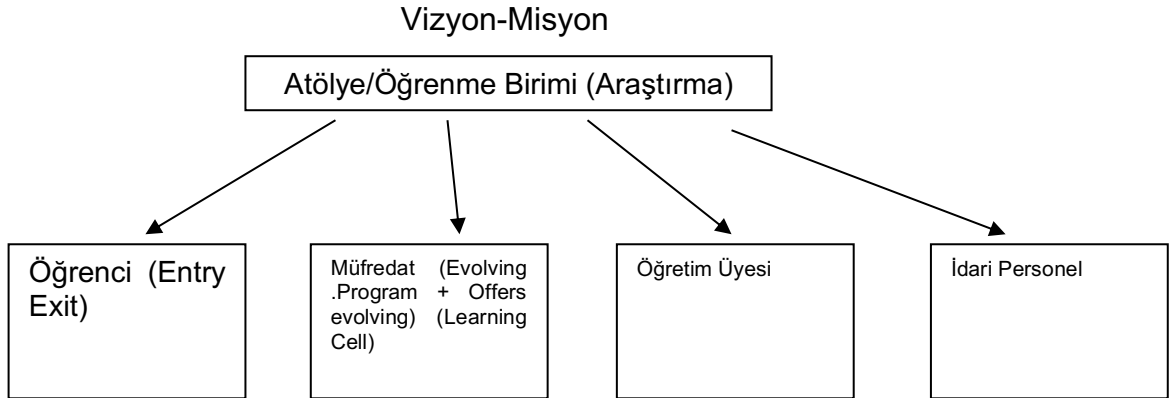 Vizyon-Misyon
Atölye/Öğrenme Birimi (Araştırma)
Öğrenci (Entry
Exit)
Müfredat (Evolving
.Program + Offers
evolving) (Learning
Cell)
Öğretim Üyesi
İdari Personel